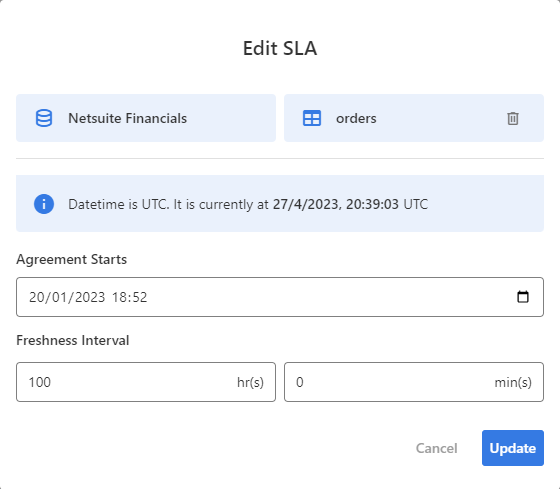 Edit SLA
Netsuite Financials
orders
Datetime is UTC. It is currently at 27/4/2023, 20:39:03 UTC
Agreement Starts
20/01/2023 18:52
Freshness Interval
100 hr(s)
0 min(s)
Cancel
Update